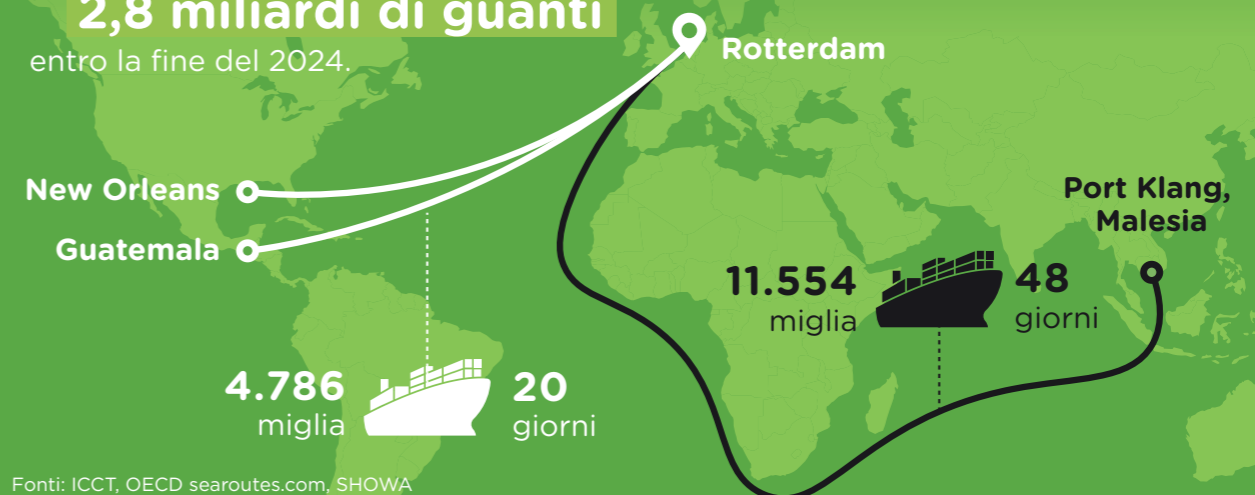 2,8 miliardi di guanti
entro la fine del 2024.
Rotterdam
New Orleans
Guatemala
Port Klang,
Malesia
11.554
miglia
48
giorni
4.786
miglia
20
giorni
Fonti: ICCT, OECD searoutes.com, SHOWA